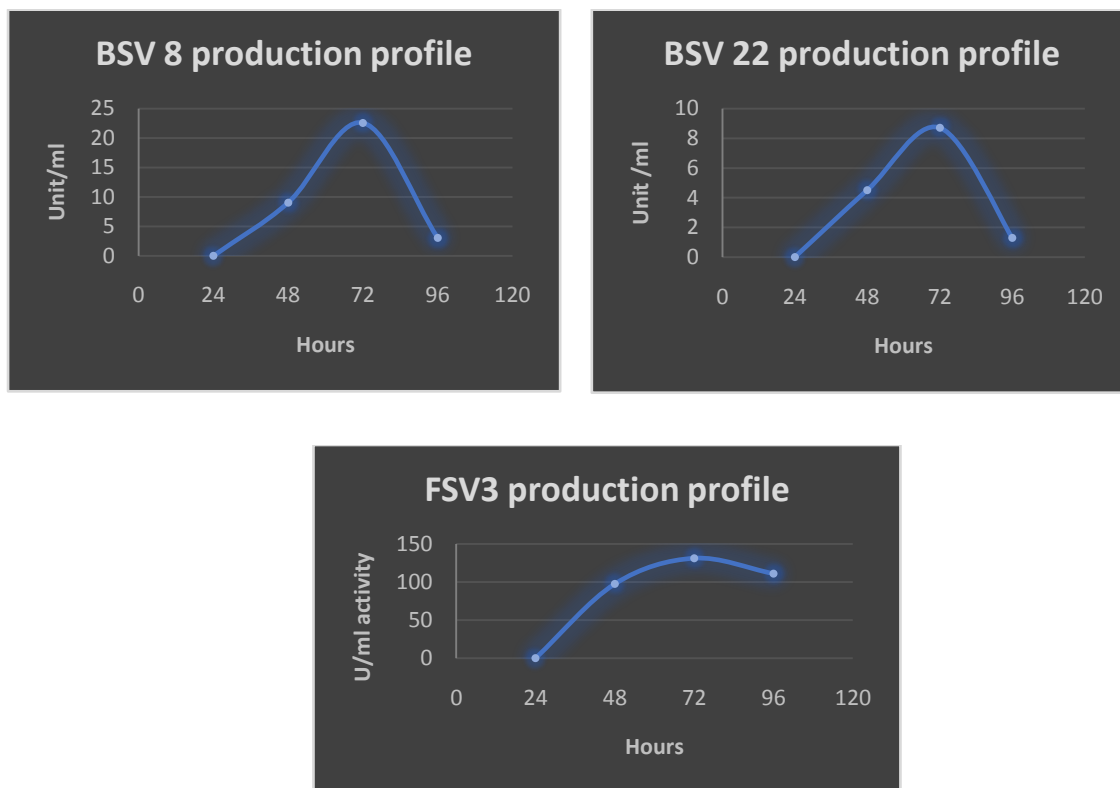 BSV 8 production profile
25
20
15
10
5
0
Unit/ml
0 24 48 72 96 120
Hours
BSV 22 production profile
10
8
6
4
2
0
Unit /ml
0 24 48 72 96 120
Hours
FSV3 production profile
150
100
50
0
U/ml activity
0 24 48 72 96 120
Hours